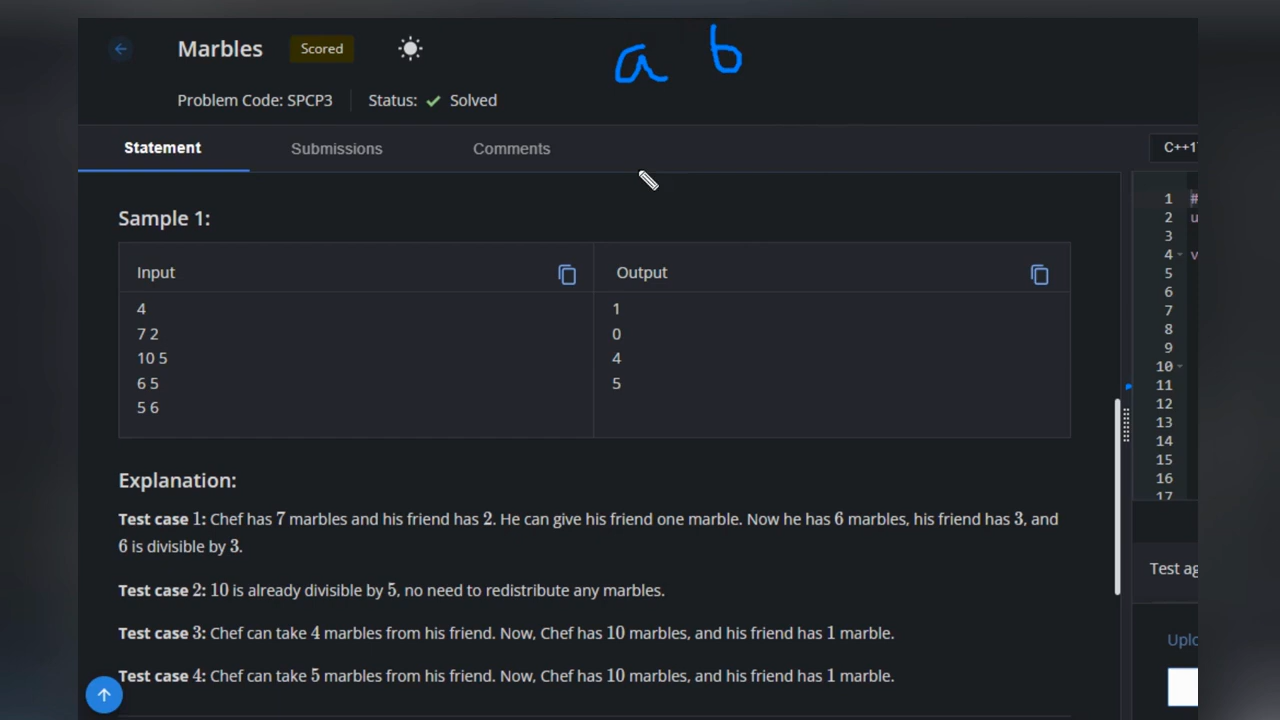 Marbles Scored
a b
Problem Code: SPCP3 Status: Solved
Statement Submissions Comments
C++1
Sample 1:
Input Output
4
7 2
10 5
6 5
5 6
1
0
4
5
Explanation:
Test case 1: Chef has 7 marbles and his friend has 2. He can give his friend one marble. Now he has 6 marbles, his friend has 3, and
6 is divisible by 3.
Test case 2: 10 is already divisible by 5, no need to redistribute any marbles.
Test case 3: Chef can take 4 marbles from his friend. Now, Chef has 10 marbles, and his friend has 1 marble.
Test case 4: Chef can take 5 marbles from his friend. Now, Chef has 10 marbles, and his friend has 1 marble.
1 #
2 u
3
4 v
5
6
7
8
9
10
11
12
13
14
15
16
17
Test ag
Uplo